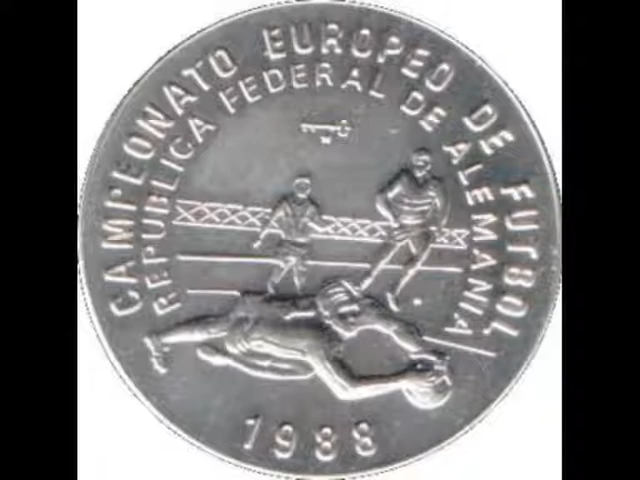 CAMPEONATO EUROPEO DE FUTBOL
REPUBLICA FEDERAL DE ALEMANIA
1988